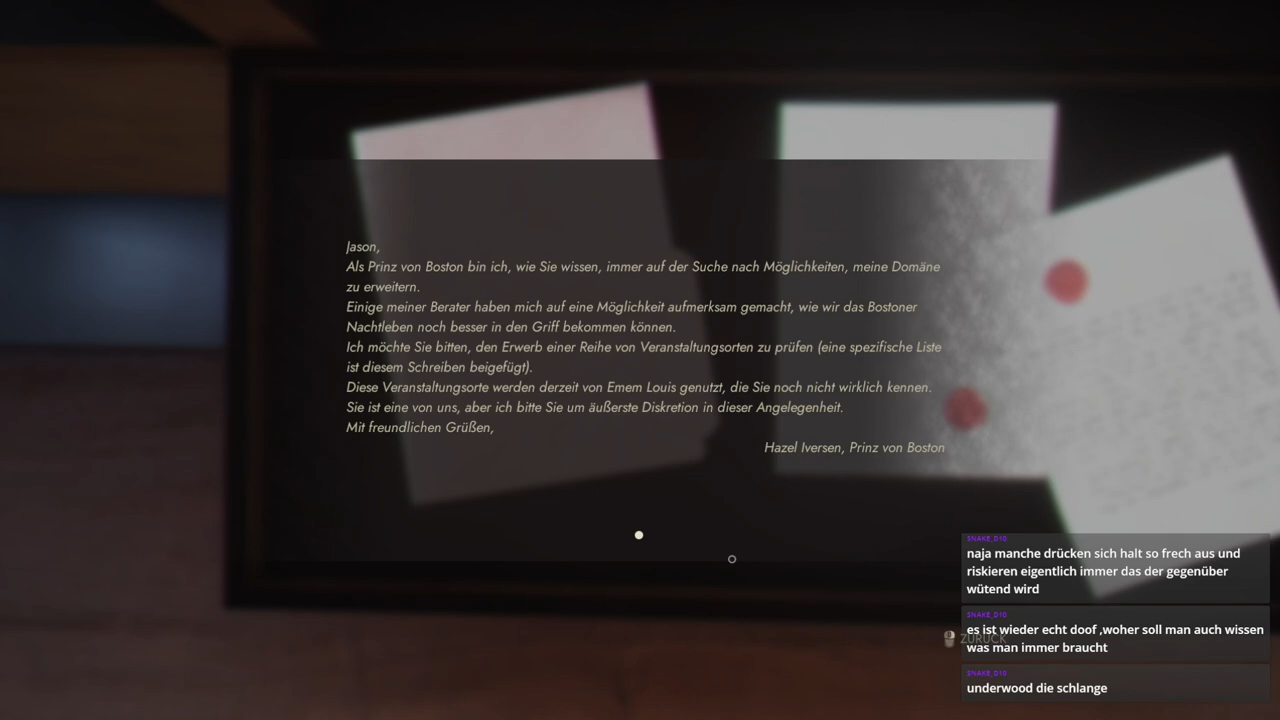 Jason,
Als Prinz von Boston bin ich, wie Sie wissen, immer auf der Suche nach Möglichkeiten, meine Domäne
zu erweitern.
Einige meiner Berater haben mich auf eine Möglichkeit aufmerksam gemacht, wie wir das Bostoner
Nachtleben noch besser in den Griff bekommen können.
Ich möchte Sie bitten, den Erwerb einer Reihe von Veranstaltungsorten zu prüfen (eine spezifische Liste
ist diesem Schreiben beigefügt).
Diese Veranstaltungsorte werden derzeit von Emem Louis genutzt, die Sie noch nicht wirklich kennen.
Sie ist eine von uns, aber ich bitte Sie um äußerste Diskretion in dieser Angelegenheit.
Mit freundlichen Grüßen,
Hazel Iversen, Prinz von Boston
SNAKE_D10
naja manche drücken sich halt so frech aus und
riskieren eigentlich immer das der gegenüber
wütend wird
SNAKE_D10
es ist wieder echt doof ,woher soll man auch wissen
was man immer braucht
ZURÜCK
SNAKE_D10
underwood die schlange